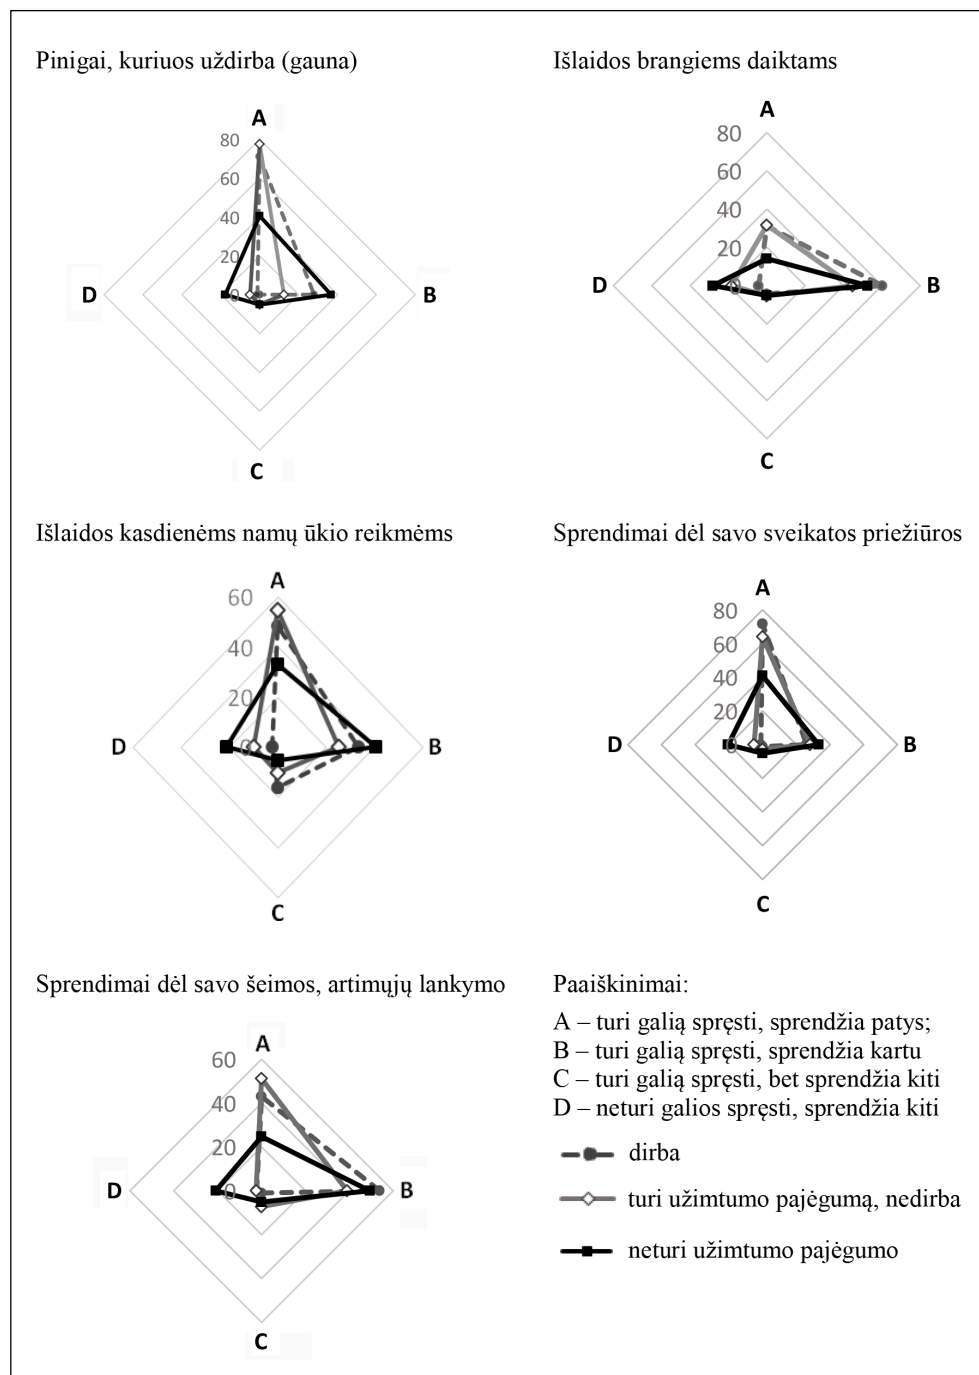 Pinigai, kuriuos uždirba (gauna)
A
80
60
40
20
0
D
B
C
Išlaidos brangiems daiktams
A
80
60
40
20
0
D
B
C
Išlaidos kasdienėms namų ūkio reikmėms
A
60
40
20
0
D
B
C
Sprendimai dėl savo sveikatos priežiūros
A
80
60
40
20
0
D
B
C
Sprendimai dėl savo šeimos, artimųjų lankymo
A
60
40
20
0
D
B
C
Paaiškinimai:
A – turi galią spręsti, sprendžia patys;
B – turi galią spręsti, sprendžia kartu
C – turi galią spręsti, bet sprendžia kiti
D – neturi galios spręsti, sprendžia kiti
dirba
turi užimtumo pajėgumą, nedirba
neturi užimtumo pajėgumo